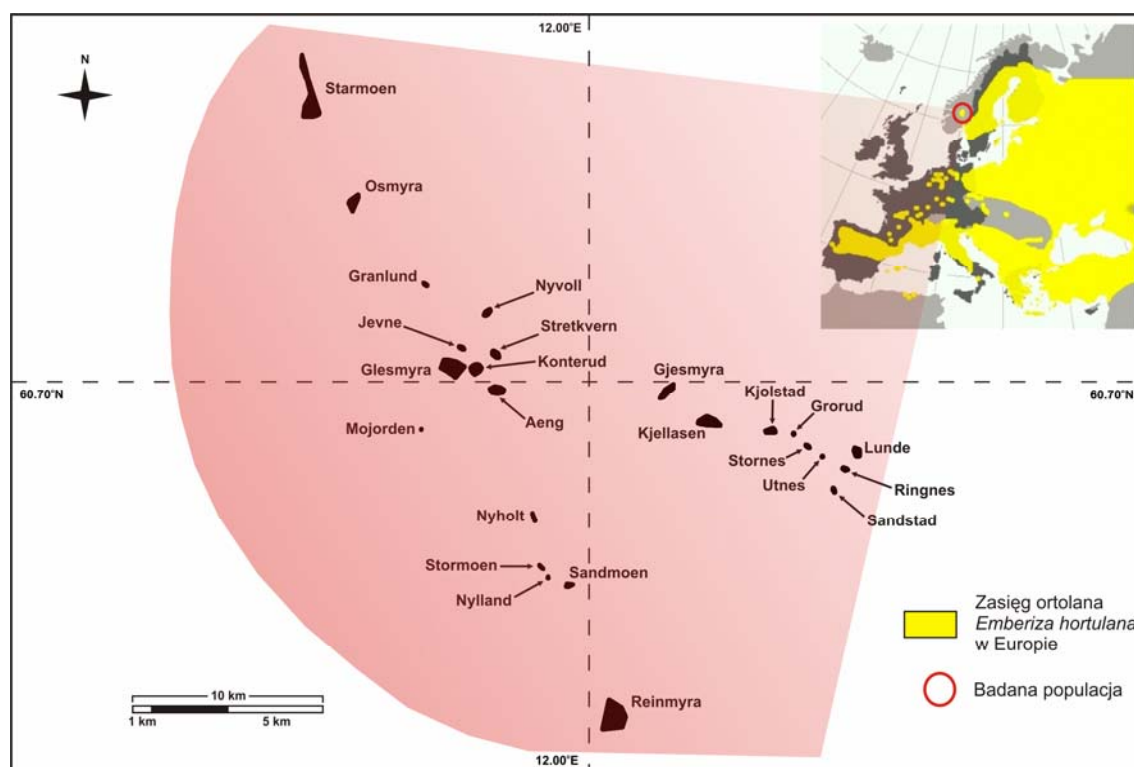 12.00°E
N
Starmoen
Osmyra
Granlund
Nyvoll
Jevne
Stretkvern
Glesmyra
Konterud
Gjesmyra
60.70°N
60.70°N
Kjolstad
Grorud
Aeng
Mojorden
Kjellasen
Lunde
Stornes
Utnes
Ringnes
Sandstad
Nyholt
Stormoen
Sandmoen
Nylland
Zasięg ortolana
Emberiza hortulana
w Europie
Badana populacja
10 km
1 km
5 km
Reinmyra
12.00°E